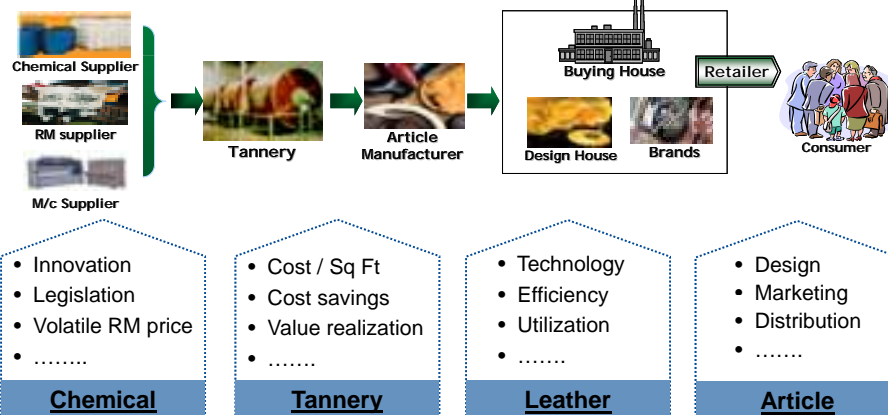 Chemical Supplier
RM supplier
M/c Supplier
Tannery
Article
Manufacturer
Buying House
Design House
Brands
Retailer
Consumer
• Innovation
• Legislation
• Volatile RM price
• ……..
Chemical
• Cost / Sq Ft
• Cost savings
• Value realization
• …….
Tannery
• Technology
• Efficiency
• Utilization
• …….
Leather
• Design
• Marketing
• Distribution
• …….
Article